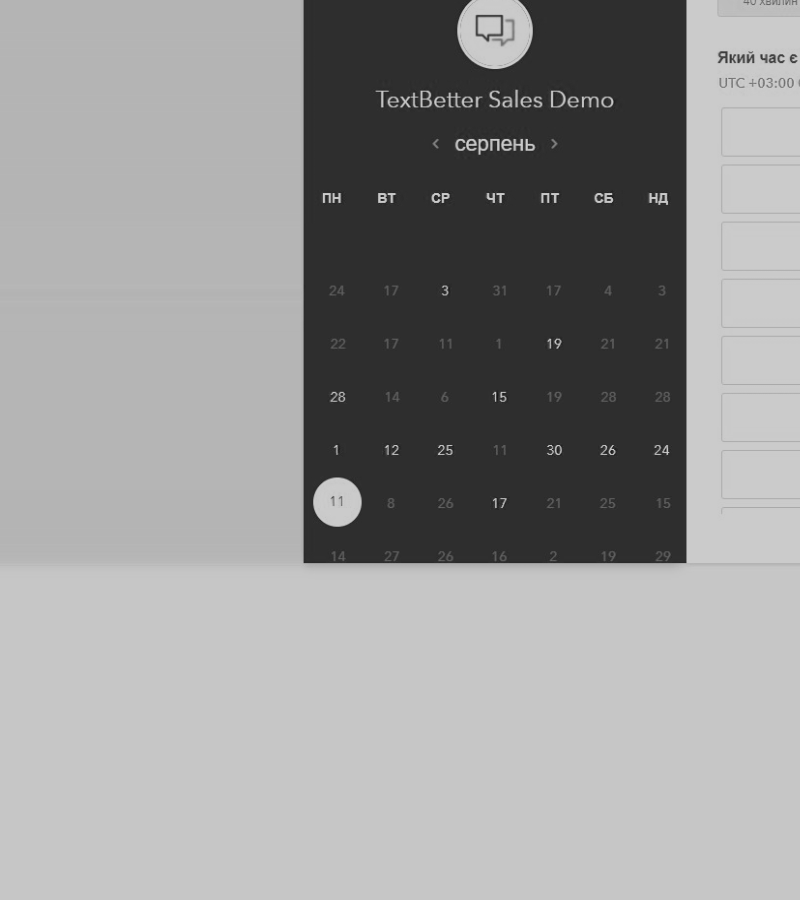 40 хвилин
Який час є
UTC +03:00
TextBetter Sales Demo
серпень
ПН ВТ СР ЧТ ПТ СБ НД
24 17 3 31 17 4 3
22 17 11 1 19 21 21
28 14 6 15 19 28 28
1 12 25 11 30 26 24
11 8 26 17 21 25 15
14 27 26 16 2 19 29